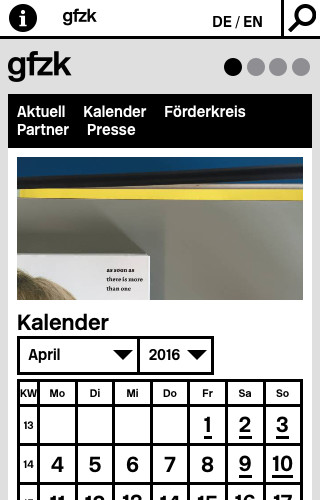 gfzk DE / EN
gfzk
Aktuell Kalender Förderkreis
Partner Presse
as soon as
there is more
than one
Kalender
April 2016
KW Mo Di Mi Do Fr Sa So
13 1 2 3
14 4 5 6 7 8 9 10
11 12 13 14 15 16 17